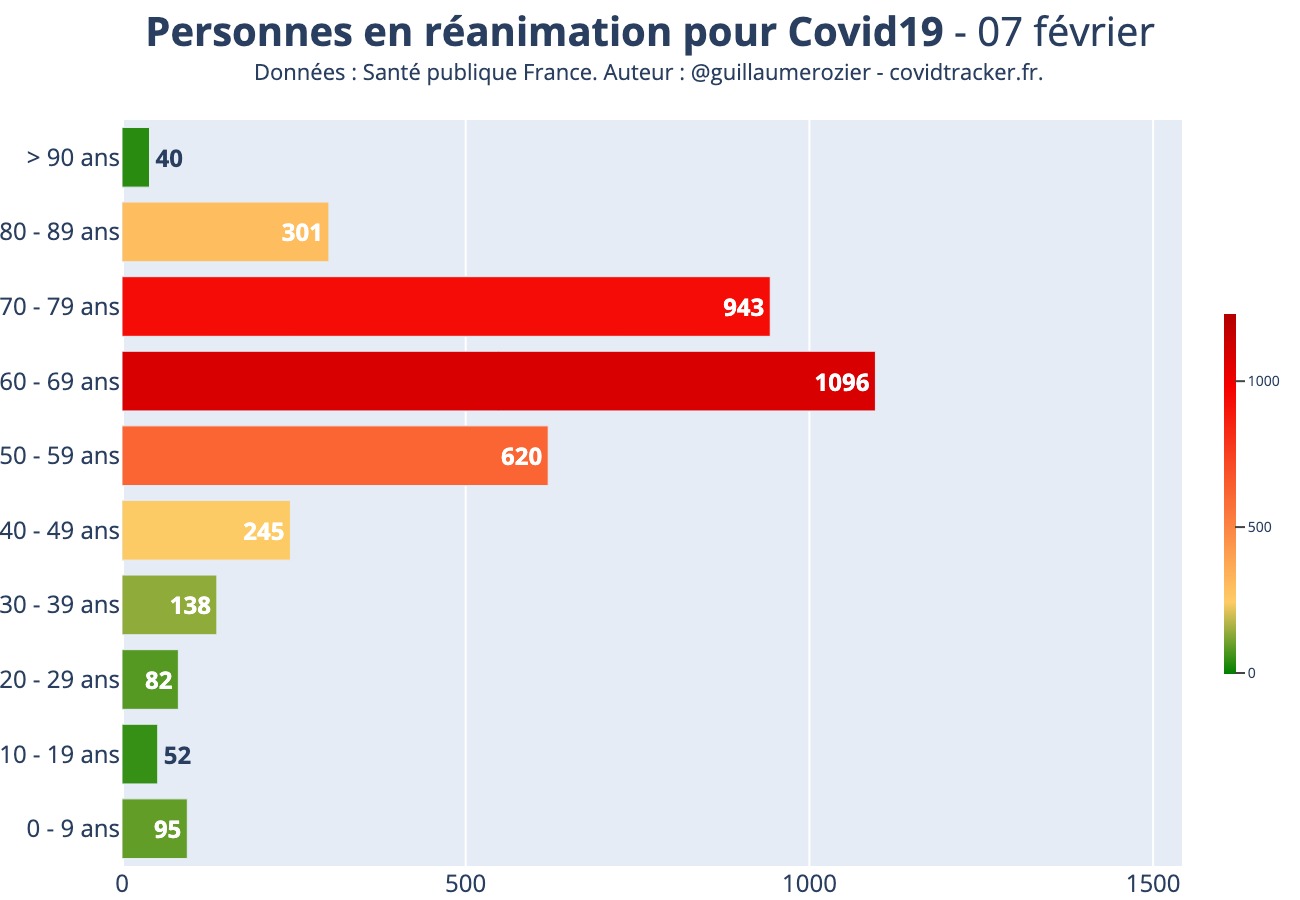 Personnes en réanimation pour Covid19 - 07 février
Données : Santé publique France. Auteur : @guillaumerozier - covidtracker.fr.
> 90 ans 40
80 - 89 ans 301
70 - 79 ans 943
60 - 69 ans 1096
50 - 59 ans 620
40 - 49 ans 245
30 - 39 ans 138
20 - 29 ans 82
10 - 19 ans 52
0 - 9 ans 95
0 500 1000 1500
1000
500
0